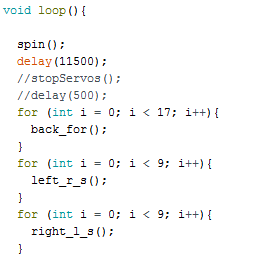 void loop(){
spin();
delay(11500);
//stopServos();
//delay(500);
for (int i = 0; i < 17; i++){
back_for();
}
for (int i = 0; i < 9; i++){
left_r_s();
}
for (int i = 0; i < 9; i++){
right_l_s();
}